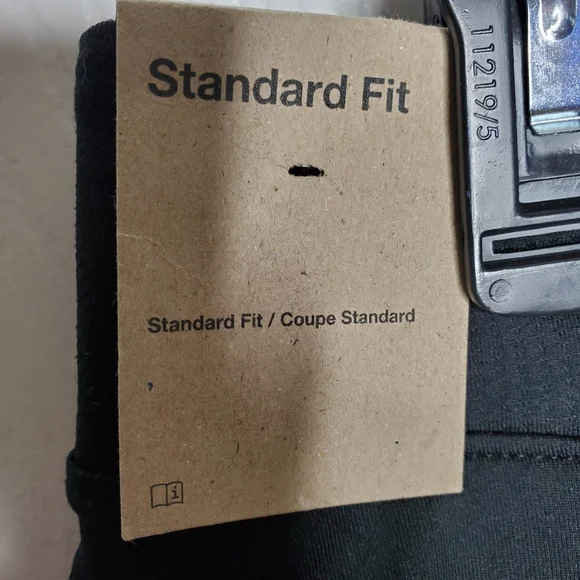 Standard Fit
11219/5
Standard Fit / Coupe Standard
,
i